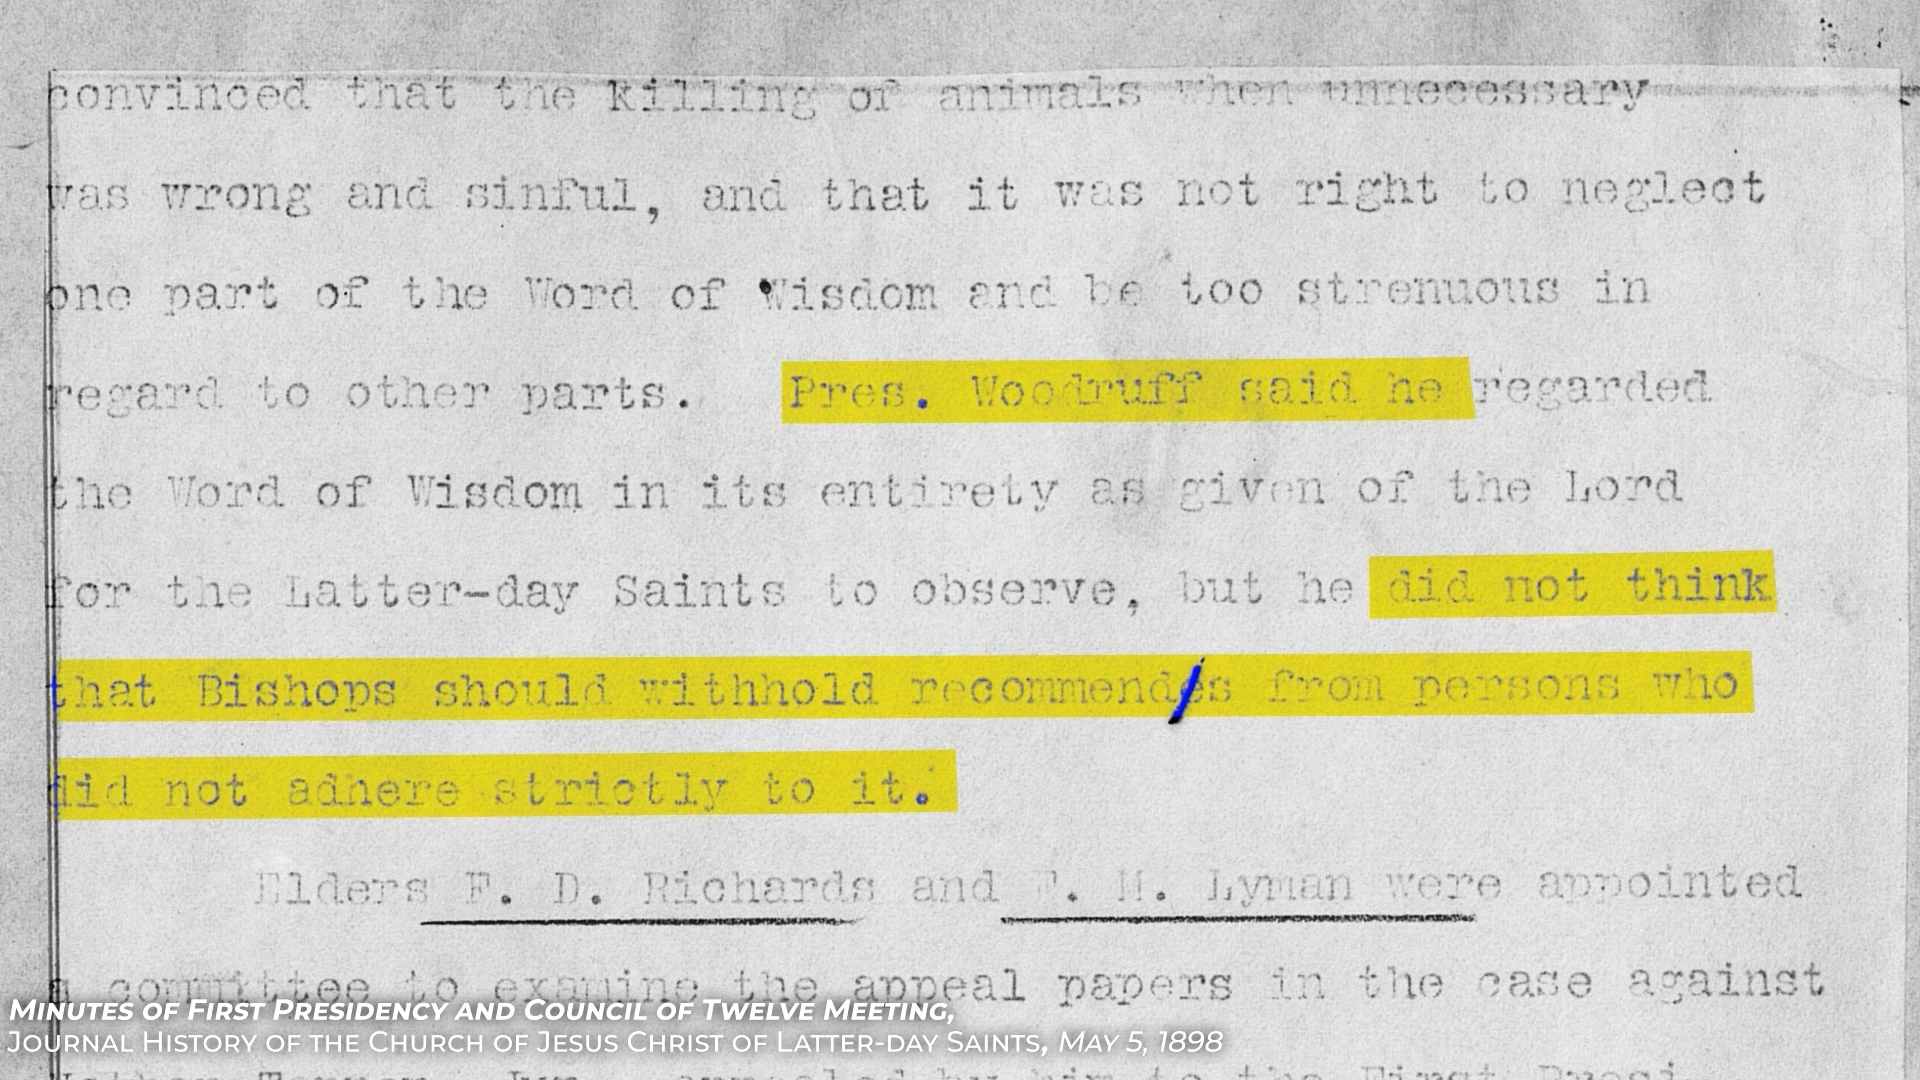 convinced that the killing of animals when unnecessary
was wrong and sinful, and that it was not right to neglect
one part of the Word of Wisdom and be too strenuous in
regard to other parts. Pres. Woodruff said he regarded
the Word of Wisdom in its entirety as given of the Lord
for the Latter-day Saints to observe, but he did not think
that Bishops should withhold recommendes from persons who
did not adhere strictly to it.
Elders F. D. Richards and F. M. Lyman were appointed
a committee to examine the appeal papers in the case against
MINUTES OF FIRST PRESIDENCY AND COUNCIL OF TWELVE MEETING,
JOURNAL HISTORY OF THE CHURCH OF JESUS CHRIST OF LATTER-DAY SAINTS, MAY 5, 1898